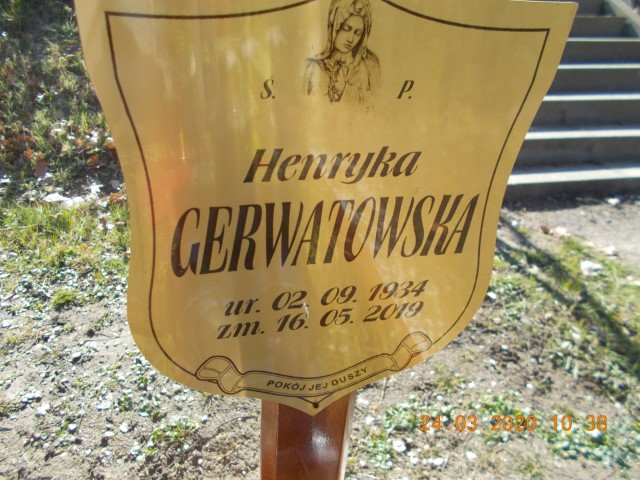 S. P.
Henryka
GERWATOWSKA
ur. 02. 09. 1934
zm. 16. 05. 2019
POKÓJ JEJ DUSZY
24 03 2020 10 38